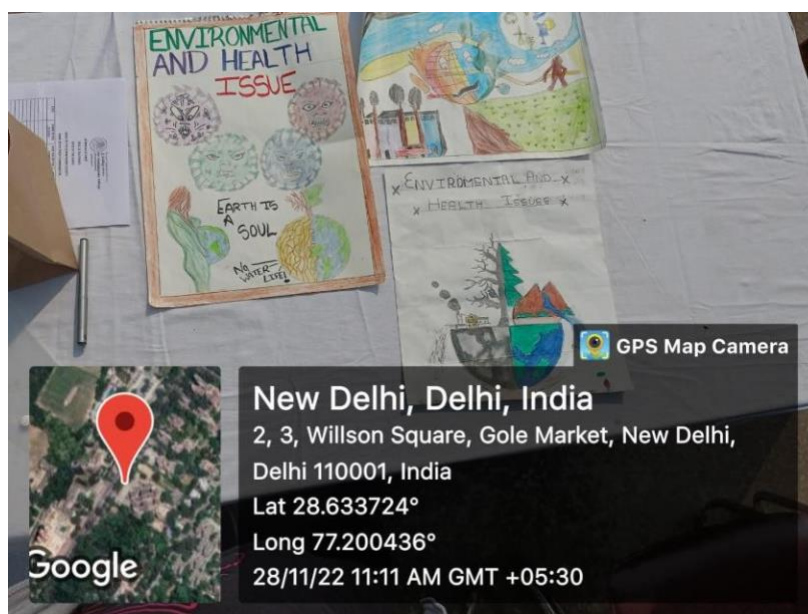 ENVIRONMENTAL
AND HEALTH
ISSUE
EARTH IS
A
SOUL
NO
WATER
LIFE!
x ENVIROMENTAL AND x
x HEALTH ISSUES x
GPS Map Camera
New Delhi, Delhi, India
2, 3, Willson Square, Gole Market, New Delhi,
Delhi 110001, India
Lat 28.633724°
Long 77.200436°
28/11/22 11:11 AM GMT +05:30
Google